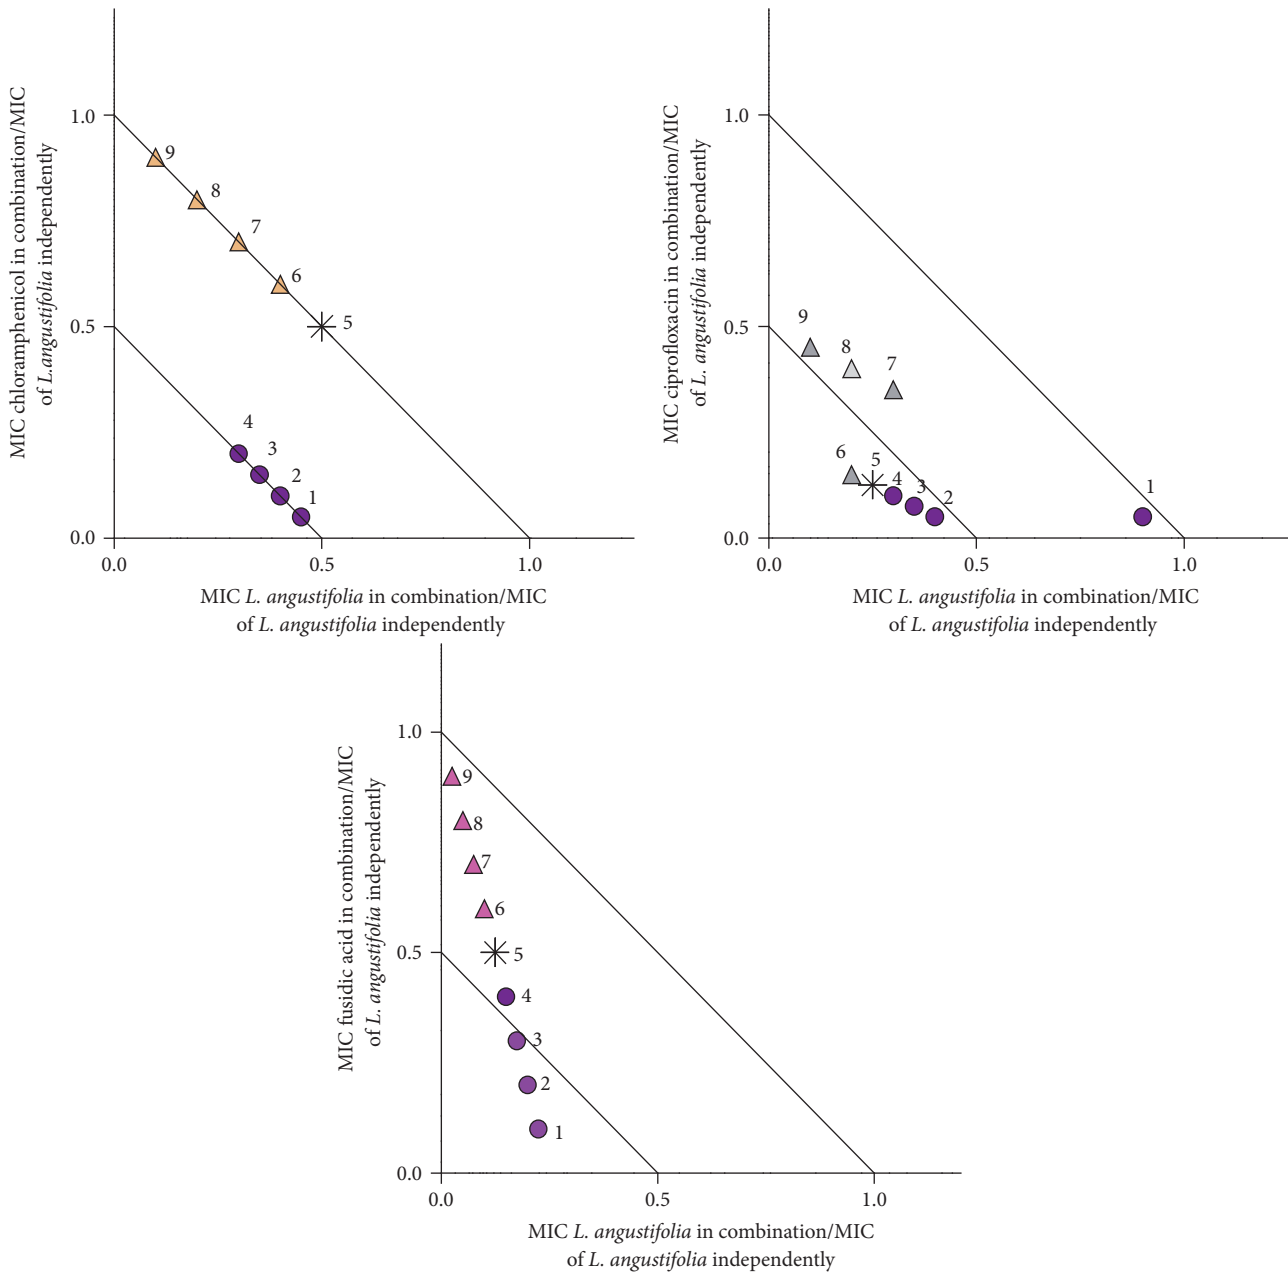 MIC chloramphenicol in combination/MIC
of L.angustifolia independently
1.0
0.5
0.0
9
8
7
6
5
4
3
2
1
0.0 0.5 1.0
MIC L. angustifolia in combination/MIC
of L. angustifolia independently
MIC ciprofloxacin in combination/MIC
of L. angustifolia independently
1.0
0.5
0.0
9
8
7
6
5
4
3
2
1
0.0 0.5 1.0
MIC L. angustifolia in combination/MIC
of L. angustifolia independently
MIC fusidic acid in combination/MIC
of L. angustifolia independently
1.0
0.5
0.0
9
8
7
6
5
4
3
2
1
0.0 0.5 1.0
MIC L. angustifolia in combination/MIC
of L. angustifolia independently